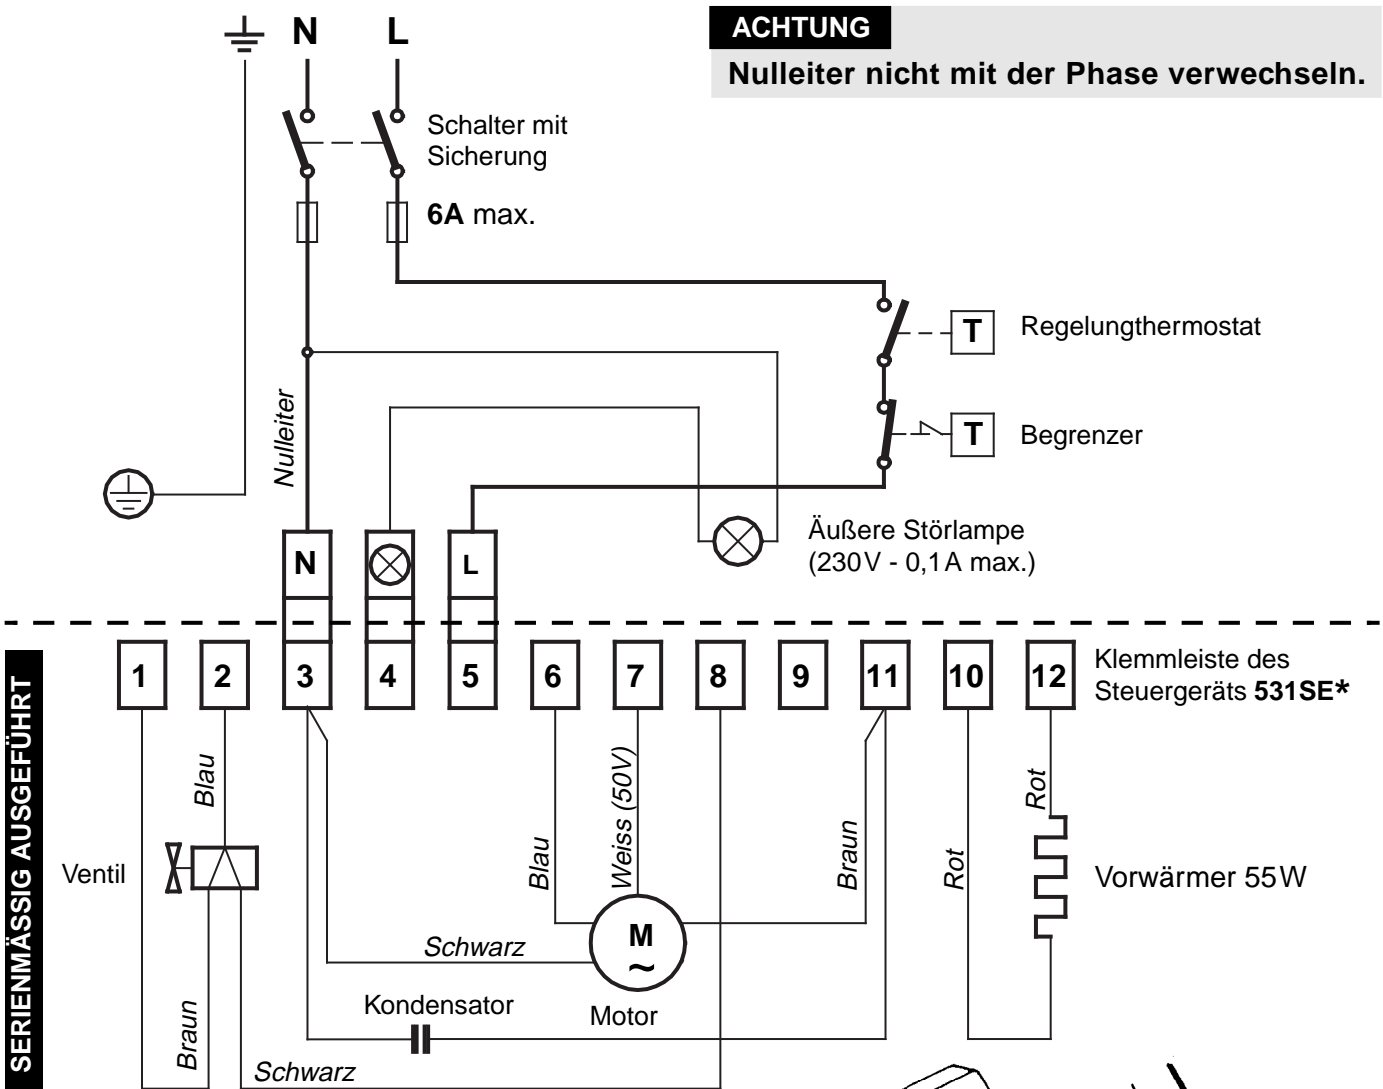 N
L
ACHTUNG
Nulleiter nicht mit der Phase verwechseln.
Schalter mit
Sicherung
6A max.
T
Regelungthermostat
Nulleiter
T
Begrenzer
Äußere Störlampe
(230V - 0,1A max.)
N
L
1
2
3
4
5
6
7
8
9
11
10
12
Klemmleiste des
Steuergeräts 531SE*
SERIENMÄSSIG AUSGEFÜHRT
Blau
Weiss (50V)
Rot
Ventil
Blau
Braun
Rot
Vorwärmer 55W
M
~
Schwarz
Kondensator
Motor
Braun
Schwarz